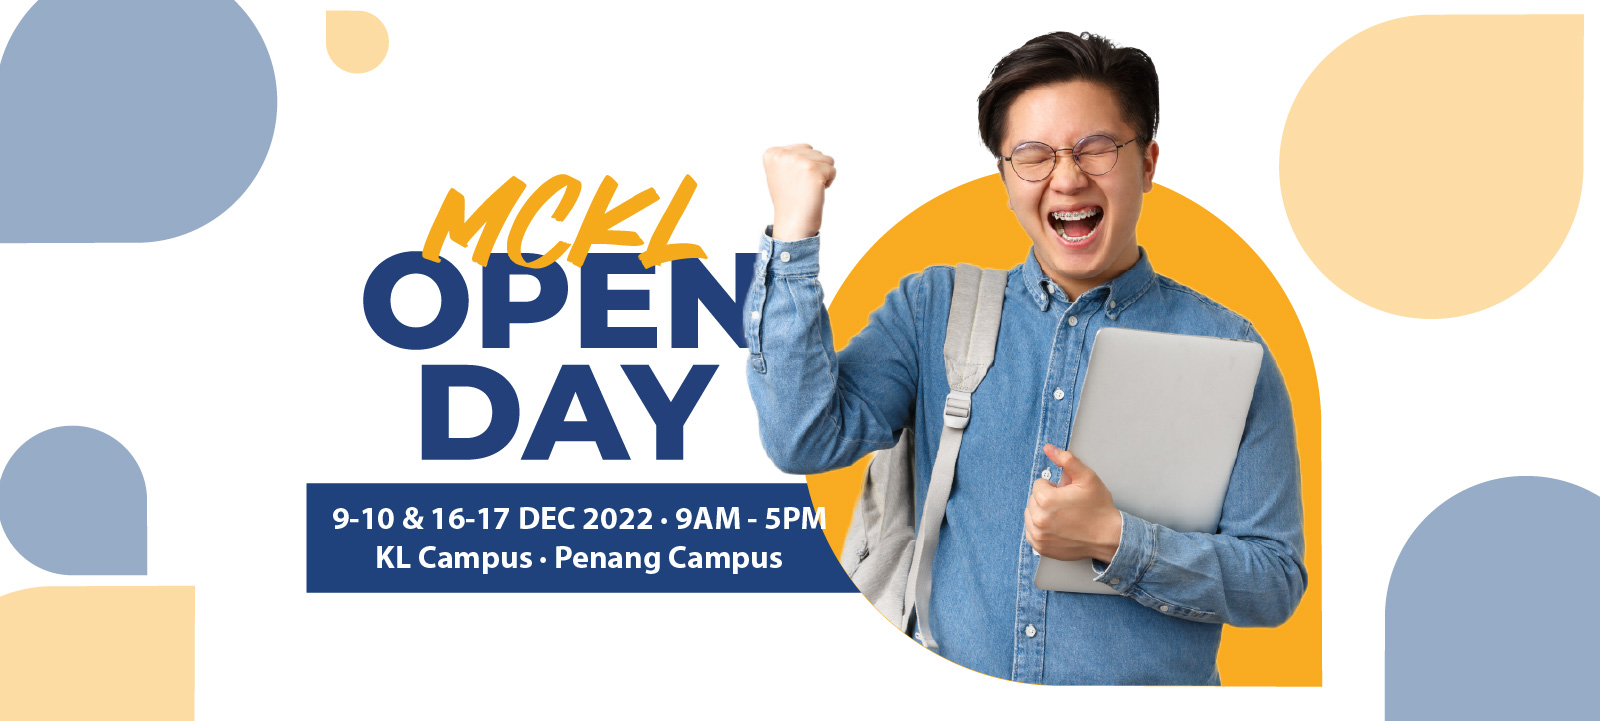 MCKL
OPEN
DAY
9-10 & 16-17 DEC 2022 • 9AM - 5PM
KL Campus • Penang Campus